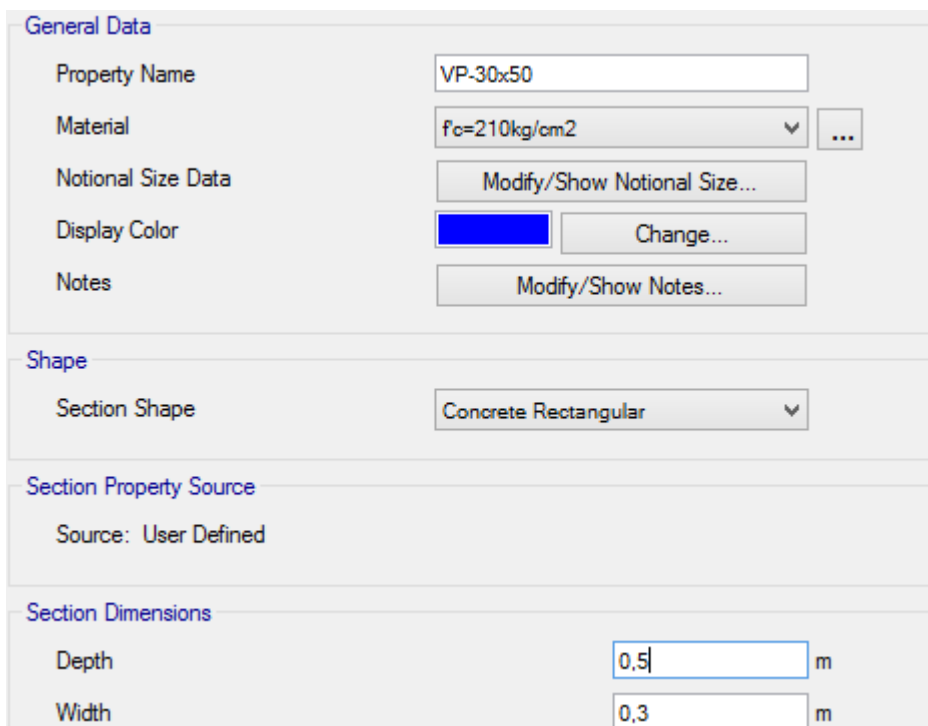 General Data
Property Name VP-30x50
Material f'c=210kg/cm2 ...
Notional Size Data Modify/Show Notional Size...
Display Color Change...
Notes Modify/Show Notes...
Shape
Section Shape Concrete Rectangular
Section Property Source
Source: User Defined
Section Dimensions
Depth 0,5 m
Width 0,3 m